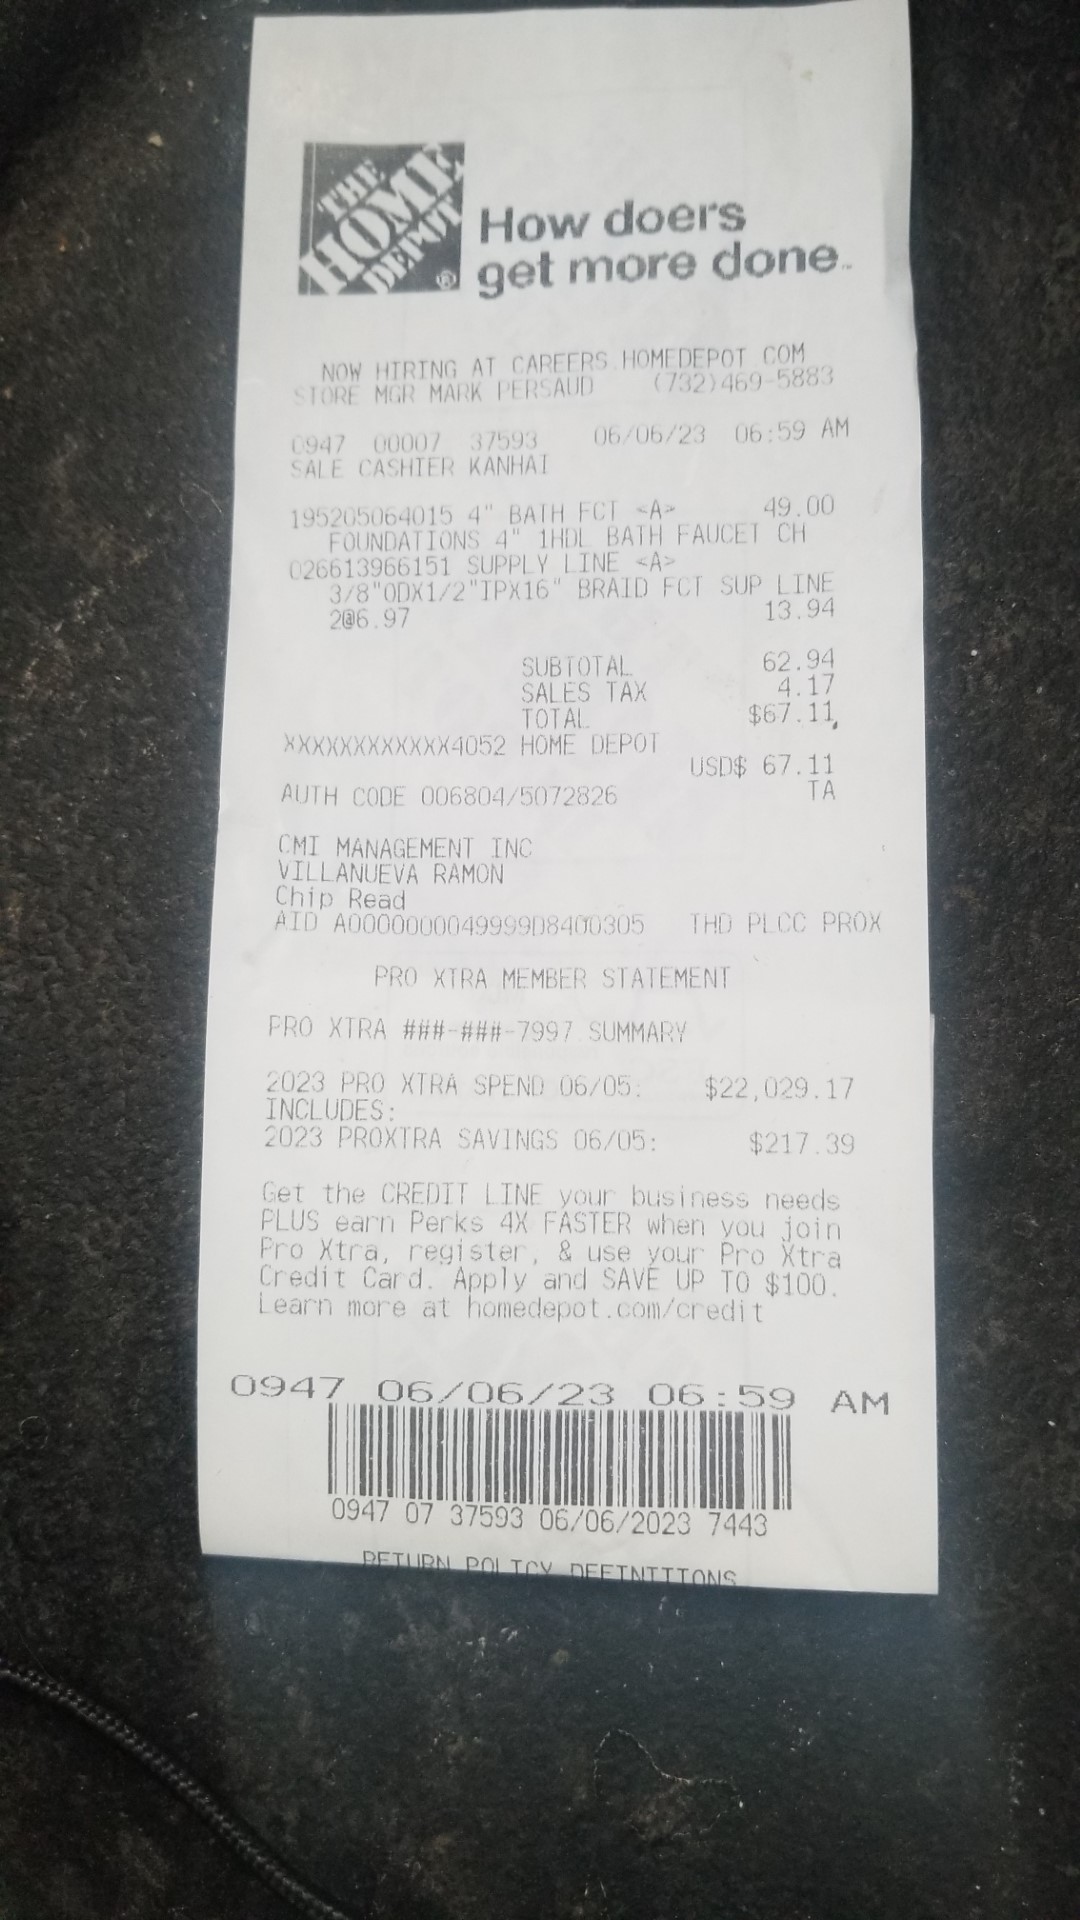 THE
HOME
DEPOT®
How doers
get more done™
NOW HIRING AT CAREERS.HOMEDEPOT COM
STORE MGR MARK PERSAUD (732)469-5883
0947 00007 37593 06/06/23 06:59 AM
SALE CASHIER KANHAI
195205064015 4" BATH FCT <A> 49.00
FOUNDATIONS 4" 1HDL BATH FAUCET CH
026613966151 SUPPLY LINE <A>
3/8"ODX1/2"IPX16" BRAID FCT SUP LINE
2@6.97 13.94
SUBTOTAL 62.94
SALES TAX 4.17
TOTAL $67.11
XXXXXXXXXXXX4052 HOME DEPOT
USD$ 67.11
AUTH CODE 006804/5072826 TA
CMI MANAGEMENT INC
VILLANUEVA RAMON
Chip Read
AID A0000000049999D8400305 THD PLCC PROX
PRO XTRA MEMBER STATEMENT
PRO XTRA ###-###-7997 SUMMARY
2023 PRO XTRA SPEND 06/05: $22,029.17
INCLUDES:
2023 PROXTRA SAVINGS 06/05: $217.39
Get the CREDIT LINE your business needs
PLUS earn Perks 4X FASTER when you join
Pro Xtra, register, & use your Pro Xtra
Credit Card. Apply and SAVE UP TO $100.
Learn more at homedepot.com/credit
0947 06/06/23 06:59 AM
0947 07 37593 06/06/2023 7443
RETURN POLICY DEFINITIONS